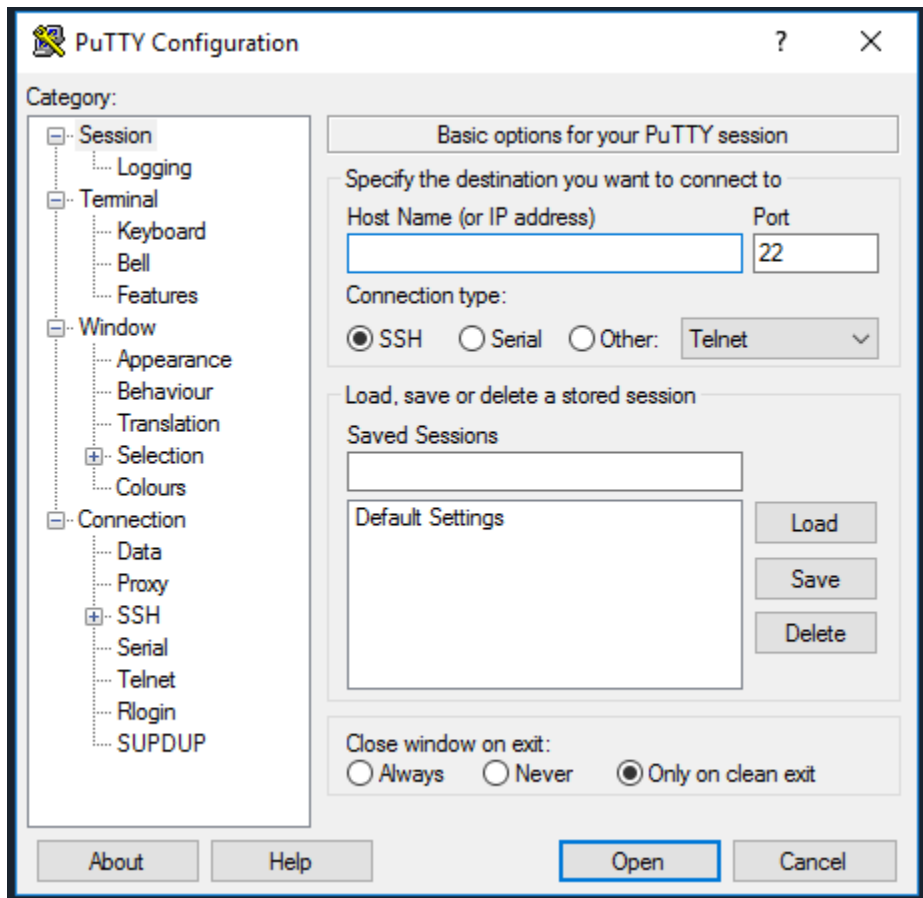 PuTTY Configuration
?
Category:
Session
Logging
Terminal
Keyboard
Bell
Features
Window
Appearance
Behaviour
Translation
Selection
Colours
Connection
Data
Proxy
SSH
Serial
Telnet
Rlogin
SUPDUP
Basic options for your PuTTY session
Specify the destination you want to connect to
Host Name (or IP address) Port
22
Connection type:
SSH Serial Other: Telnet
Load, save or delete a stored session
Saved Sessions
Default Settings
Load
Save
Delete
Close window on exit:
Always Never Only on clean exit
About Help Open Cancel